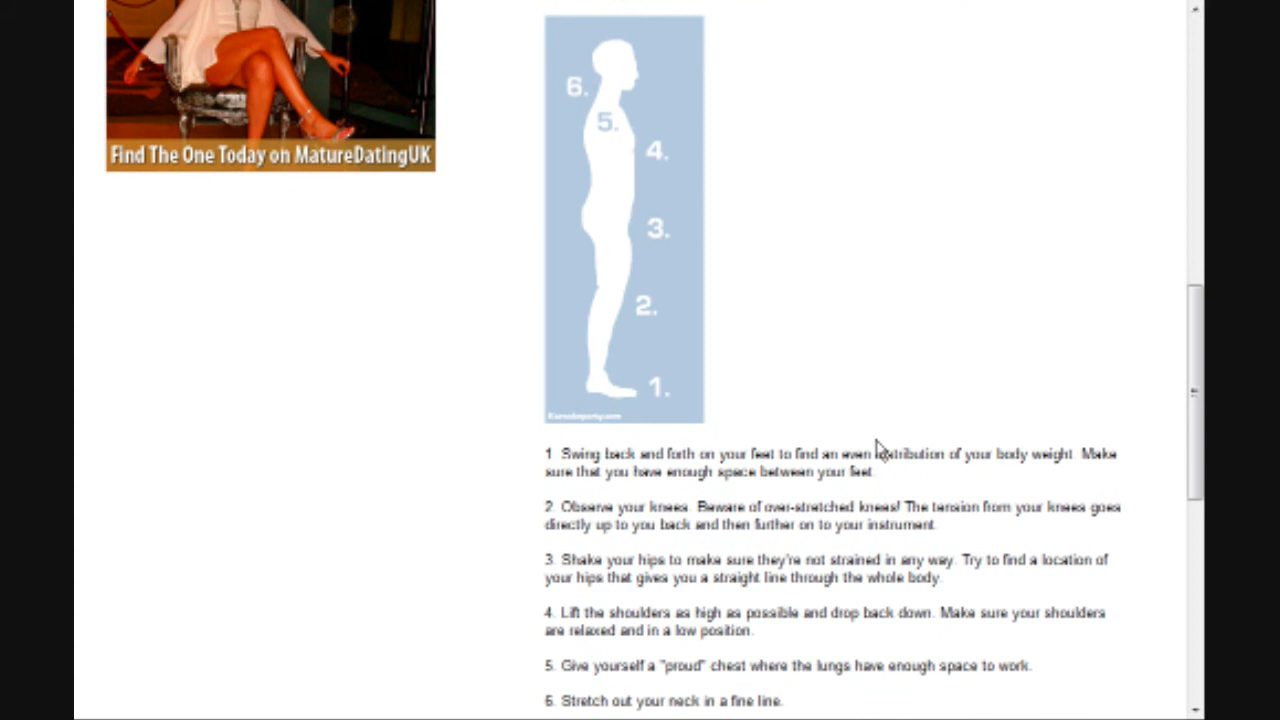 Find The One Today on MatureDatingUK
6.
5.
4.
3.
2.
1.
1. Swing back and forth on your feet to find an even distribution of your body weight. Make
sure that you have enough space between your feet.
2. Observe your knees. Beware of over-stretched knees! The tension from your knees goes
directly up to you back and then further on to your instrument.
3. Shake your hips to make sure they're not strained in any way. Try to find a location of
your hips that gives you a straight line through the whole body.
4. Lift the shoulders as high as possible and drop back down. Make sure your shoulders
are relaxed and in a low position.
5. Give yourself a "proud" chest where the lungs have enough space to work.
6. Stretch out your neck in a fine line.